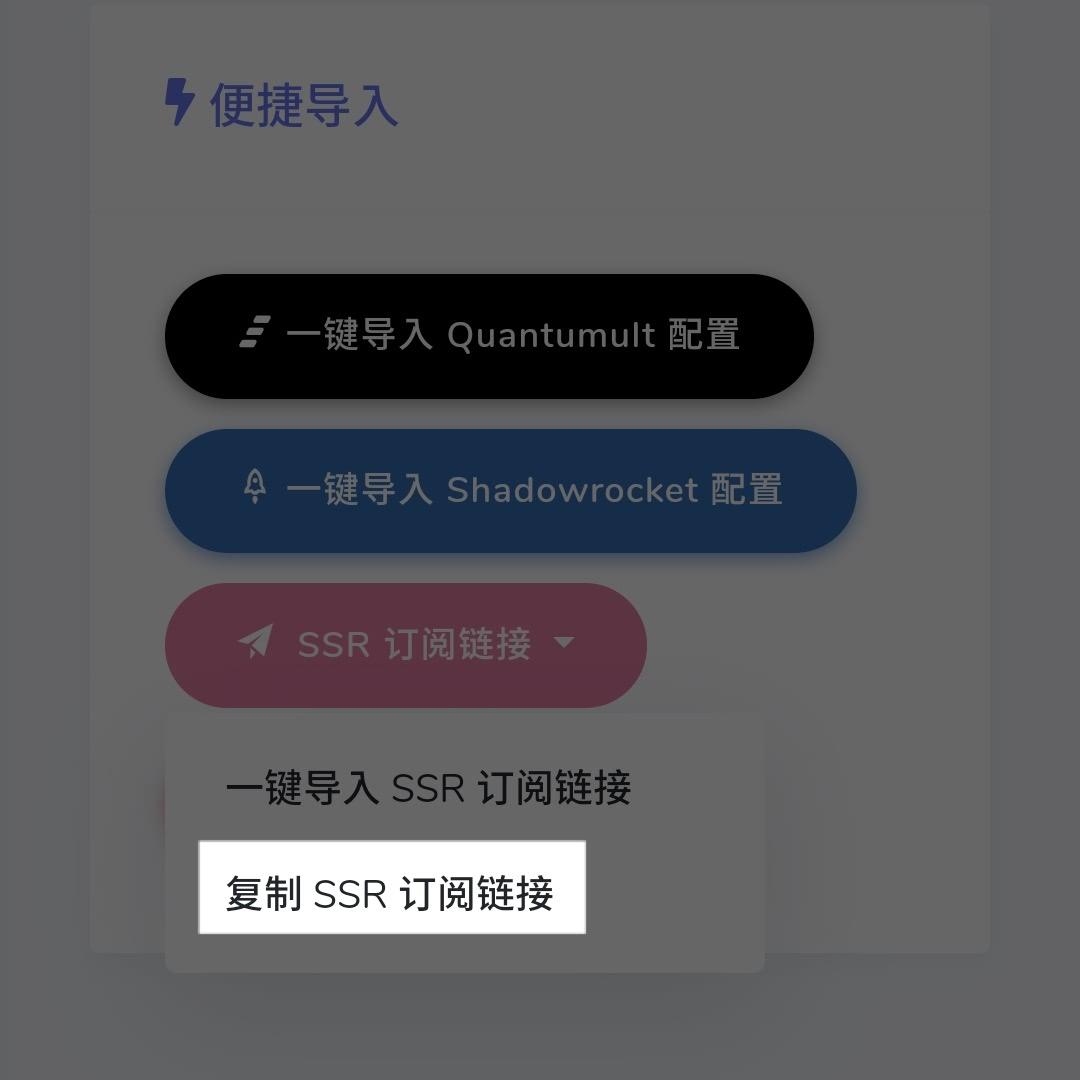 便捷导入
一键导入 Quantumult 配置
一键导入 Shadowrocket 配置
SSR 订阅链接
一键导入 SSR 订阅链接
复制 SSR 订阅链接